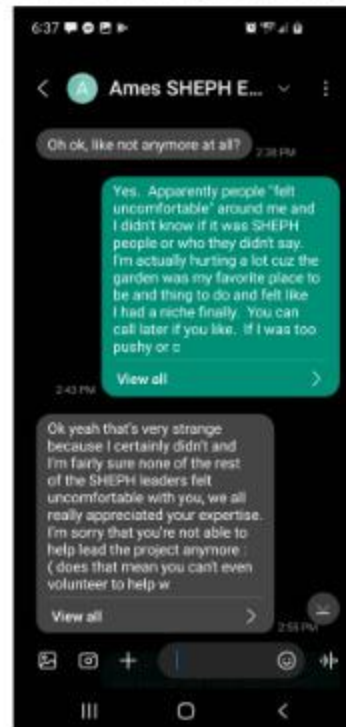 6:37
A
Ames SHEPH E...
Oh ok, like not anymore at all?
2:38 PM
Yes. Apparently people "felt
uncomfortable" around me and
I didn't know if it was SHEPH
people or who they didn't say.
I'm actually hurting a lot cuz the
garden was my favorite place to
be and thing to do and felt like
I had a niche finally. You can
call later if you like. If I was too
pushy or c
View all
2:43 PM
Ok yeah that's very strange
because I certainly didn't and
I'm fairly sure none of the rest
of the SHEPH leaders felt
uncomfortable with you, we all
really appreciated your expertise.
I'm sorry that you're not able to
help lead the project anymore :
( does that mean you can't even
volunteer to help w
View all
PM